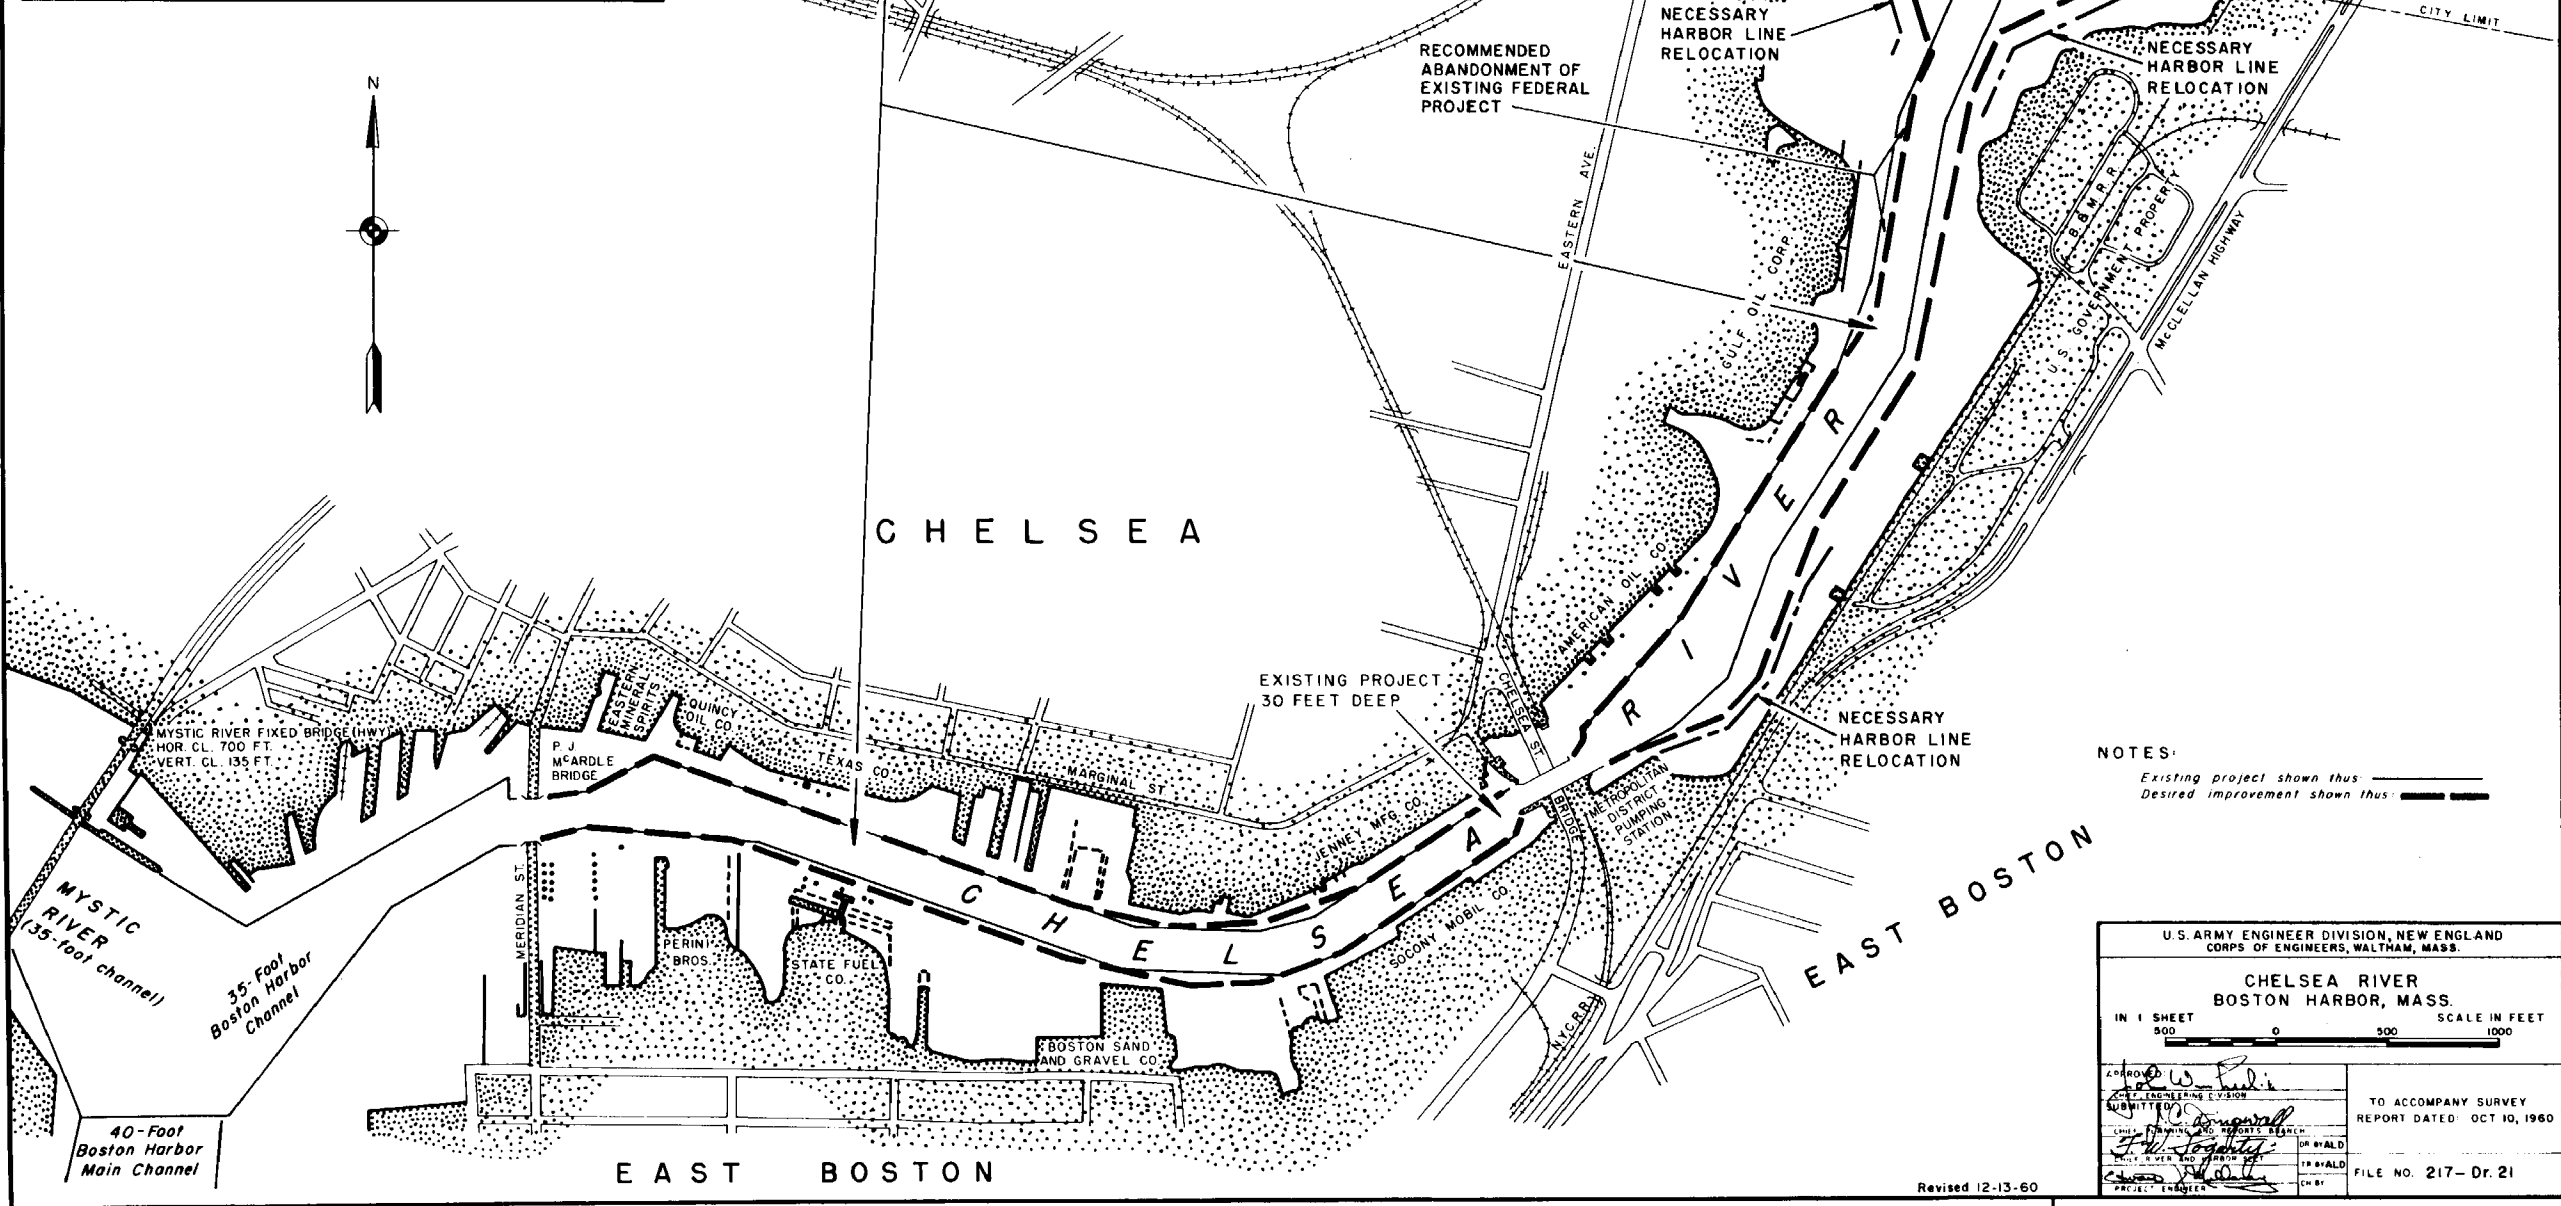 N
NECESSARY
HARBOR LINE
RELOCATION
RECOMMENDED
ABANDONMENT OF
EXISTING FEDERAL
PROJECT
CITY LIMIT
NECESSARY
HARBOR LINE
RELOCATION
EASTERN AVE.
GULF OIL CORP.
B. & M. R. R.
U. S. GOVERNMENT PROPERTY
McCLELLAN HIGHWAY
CHELSEA
AMERICAN OIL CO.
CHELSEA ST.
BRIDGE
EXISTING PROJECT
30 FEET DEEP
NECESSARY
HARBOR LINE
RELOCATION
MYSTIC RIVER FIXED BRIDGE (HWY)
HOR. CL. 700 FT.
VERT. CL. 135 FT.
P. J.
McARDLE
BRIDGE
EASTERN
MINERAL
SPIRITS
QUINCY
OIL CO.
TEXAS CO.
MARGINAL ST.
JENNEY MFG CO.
METROPOLITAN
DISTRICT
PUMPING
STATION
CHELSEA RIVER
SOCONY MOBIL CO.
MYSTIC
RIVER
(35-foot channel)
35-Foot
Boston Harbor
Channel
MERIDIAN ST.
PERINI
BROS.
STATE FUEL
CO.
BOSTON SAND
AND GRAVEL CO.
N.Y.C.R.R.
40-Foot
Boston Harbor
Main Channel
EAST BOSTON
EAST BOSTON
NOTES:
Existing project shown thus:
Desired improvement shown thus:
U.S. ARMY ENGINEER DIVISION, NEW ENGLAND
CORPS OF ENGINEERS, WALTHAM, MASS.
CHELSEA RIVER
BOSTON HARBOR, MASS.
IN 1 SHEET SCALE IN FEET
500 0 500 1000
APPROVED:
CHIEF, ENGINEERING DIVISION
SUBMITTED:
CHIEF, PLANNING AND REPORTS BRANCH
F. W. Fogarty
CHIEF, RIVER AND HARBOR SECT
PROJECT ENGINEER
DR BY ALD
TR BY ALD
CH BY
TO ACCOMPANY SURVEY
REPORT DATED: OCT 10, 1960
FILE NO. 217-Dr. 21
Revised 12-13-60